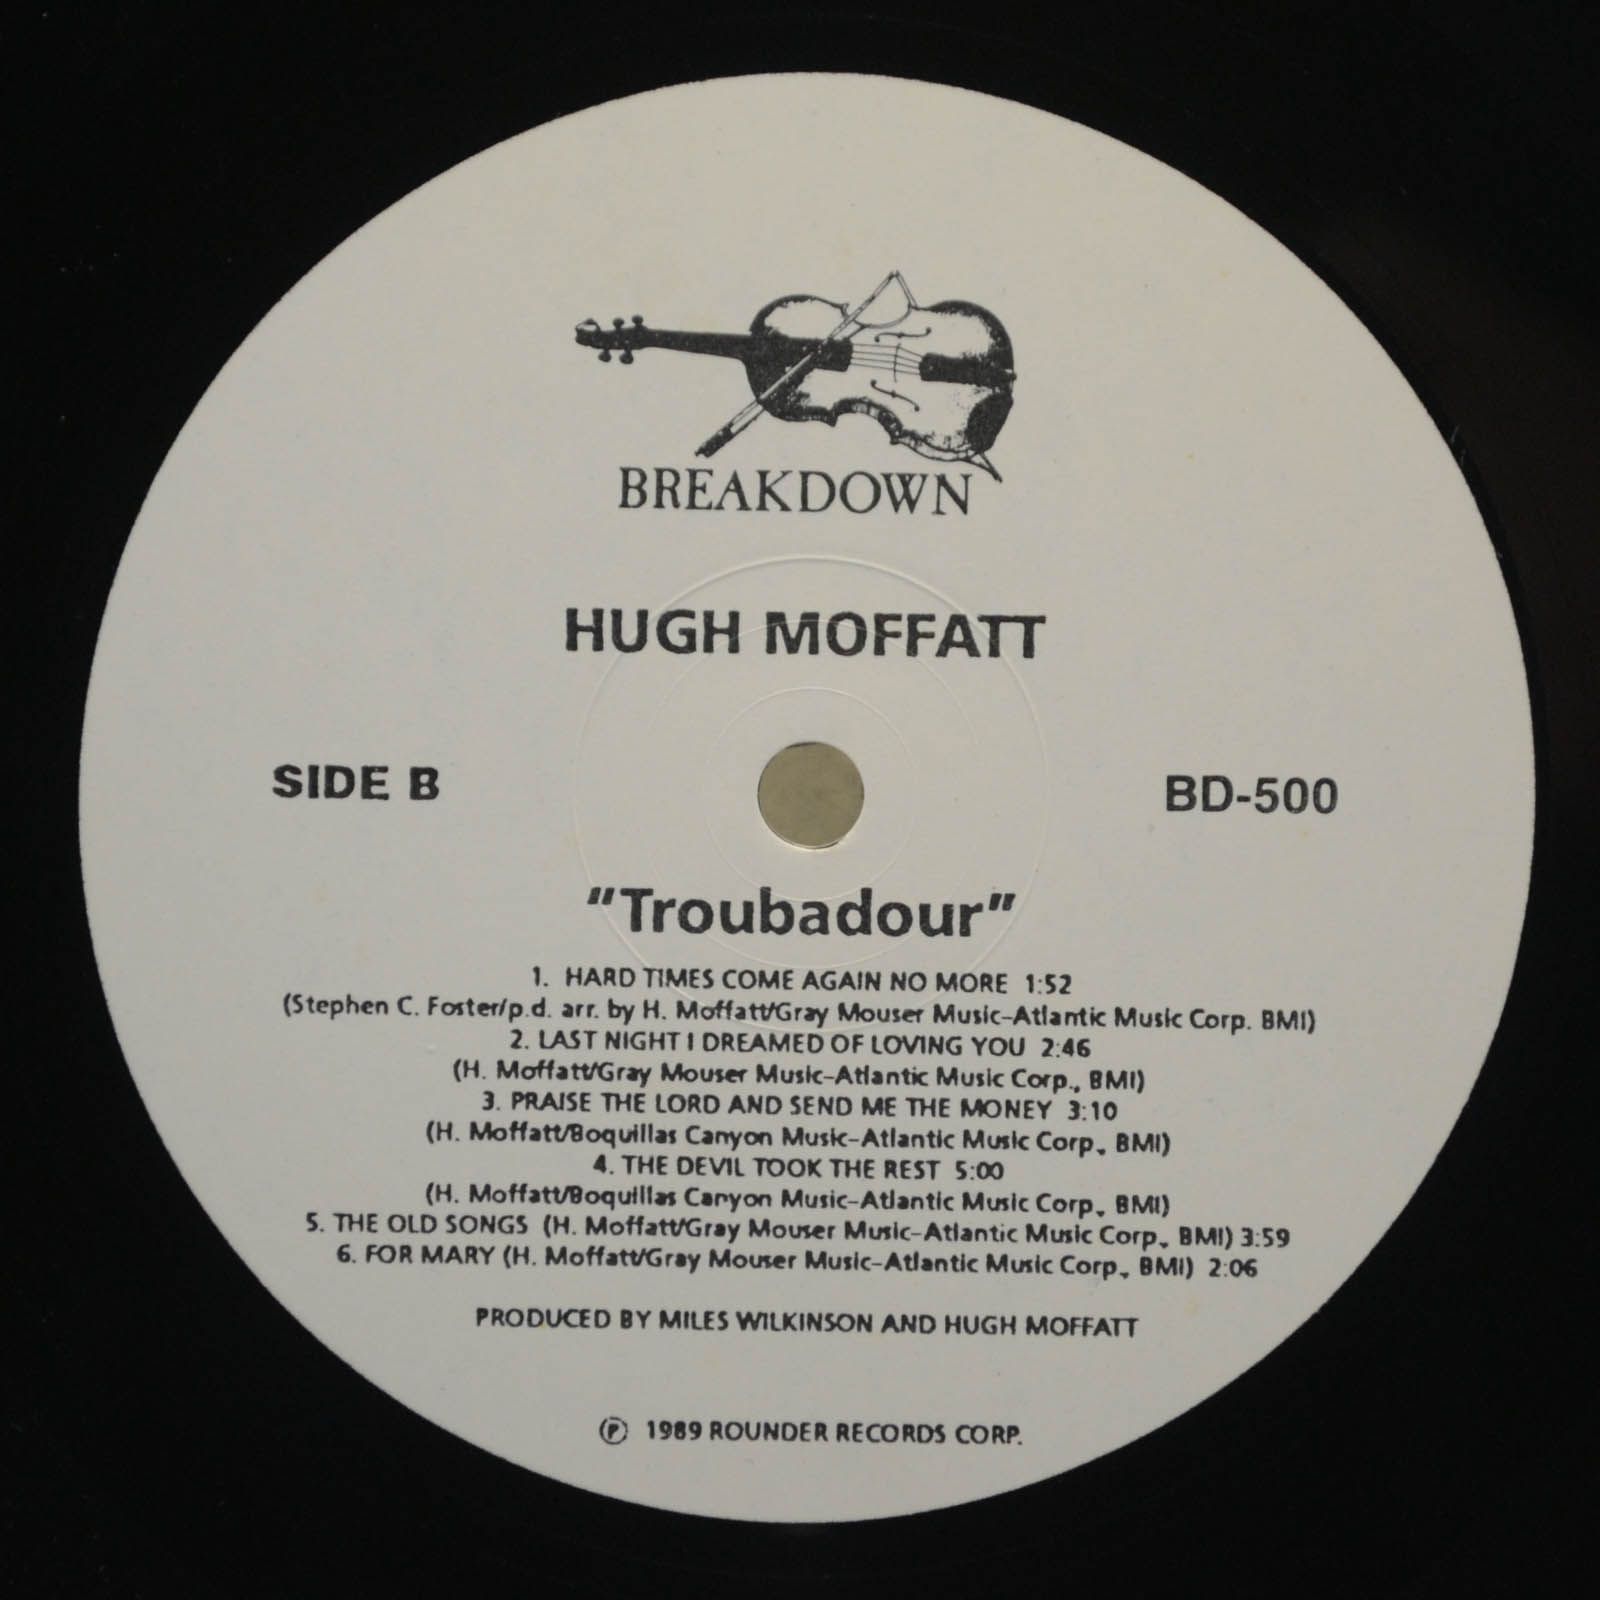 BREAKDOWN
HUGH MOFFATT
SIDE B
BD-500
"Troubadour"
1. HARD TIMES COME AGAIN NO MORE 1:52
(Stephen C. Foster/p.d. arr. by H. Moffatt/Gray Mouser Music-Atlantic Music Corp. BMI)
2. LAST NIGHT I DREAMED OF LOVING YOU 2:46
(H. Moffatt/Gray Mouser Music-Atlantic Music Corp., BMI)
3. PRAISE THE LORD AND SEND ME THE MONEY 3:10
(H. Moffatt/Boquillas Canyon Music-Atlantic Music Corp., BMI)
4. THE DEVIL TOOK THE REST 5:00
(H. Moffatt/Boquillas Canyon Music-Atlantic Music Corp., BMI)
5. THE OLD SONGS (H. Moffatt/Gray Mouser Music-Atlantic Music Corp., BMI) 3:59
6. FOR MARY (H. Moffatt/Gray Mouser Music-Atlantic Music Corp., BMI) 2:06
PRODUCED BY MILES WILKINSON AND HUGH MOFFATT
℗ 1989 ROUNDER RECORDS CORP.